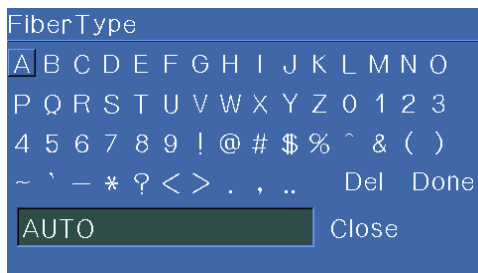 FiberType
A B C D E F G H I J K L M N O
P Q R S T U V W X Y Z 0 1 2 3
4 5 6 7 8 9 ! @ # $ % ^ & ( )
~ ` – * ? < > . , .. Del Done
AUTO Close